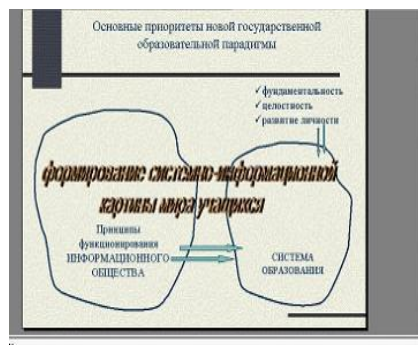 Основные приоритеты новой государственной
образовательной парадигмы
✓фундаментальность
✓целостность
✓развитие личности
формирование системно-информационной
картины мира учащихся
Принципы
функционирования
ИНФОРМАЦИОННОГО
ОБЩЕСТВА
СИСТЕМА
ОБРАЗОВАНИЯ